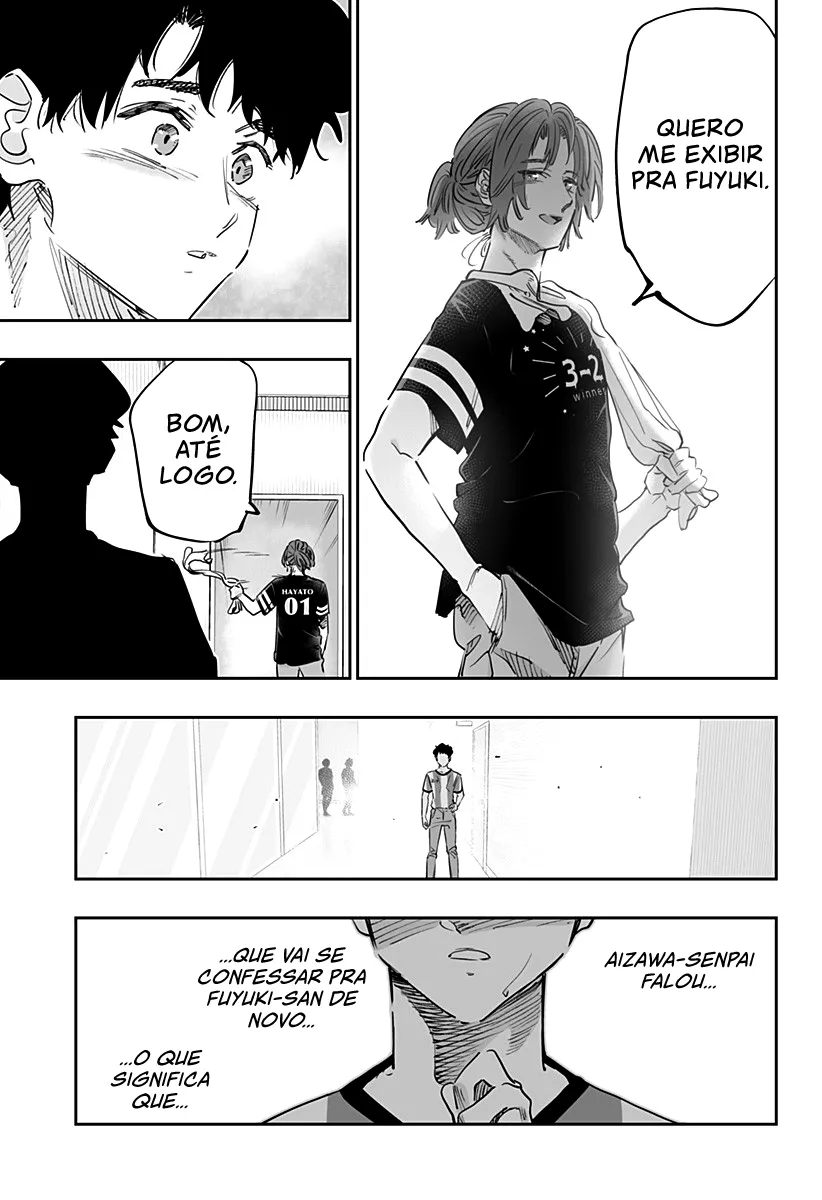 QUERO
ME EXIBIR
PRA FUYUKI.
3-2
winner
BOM,
ATÉ
LOGO.
HAYATO
01
AIZAWA-SENPAI
FALOU...
...QUE VAI SE
CONFESSAR PRA
FUYUKI-SAN DE
NOVO...
...O QUE
SIGNIFICA
QUE...